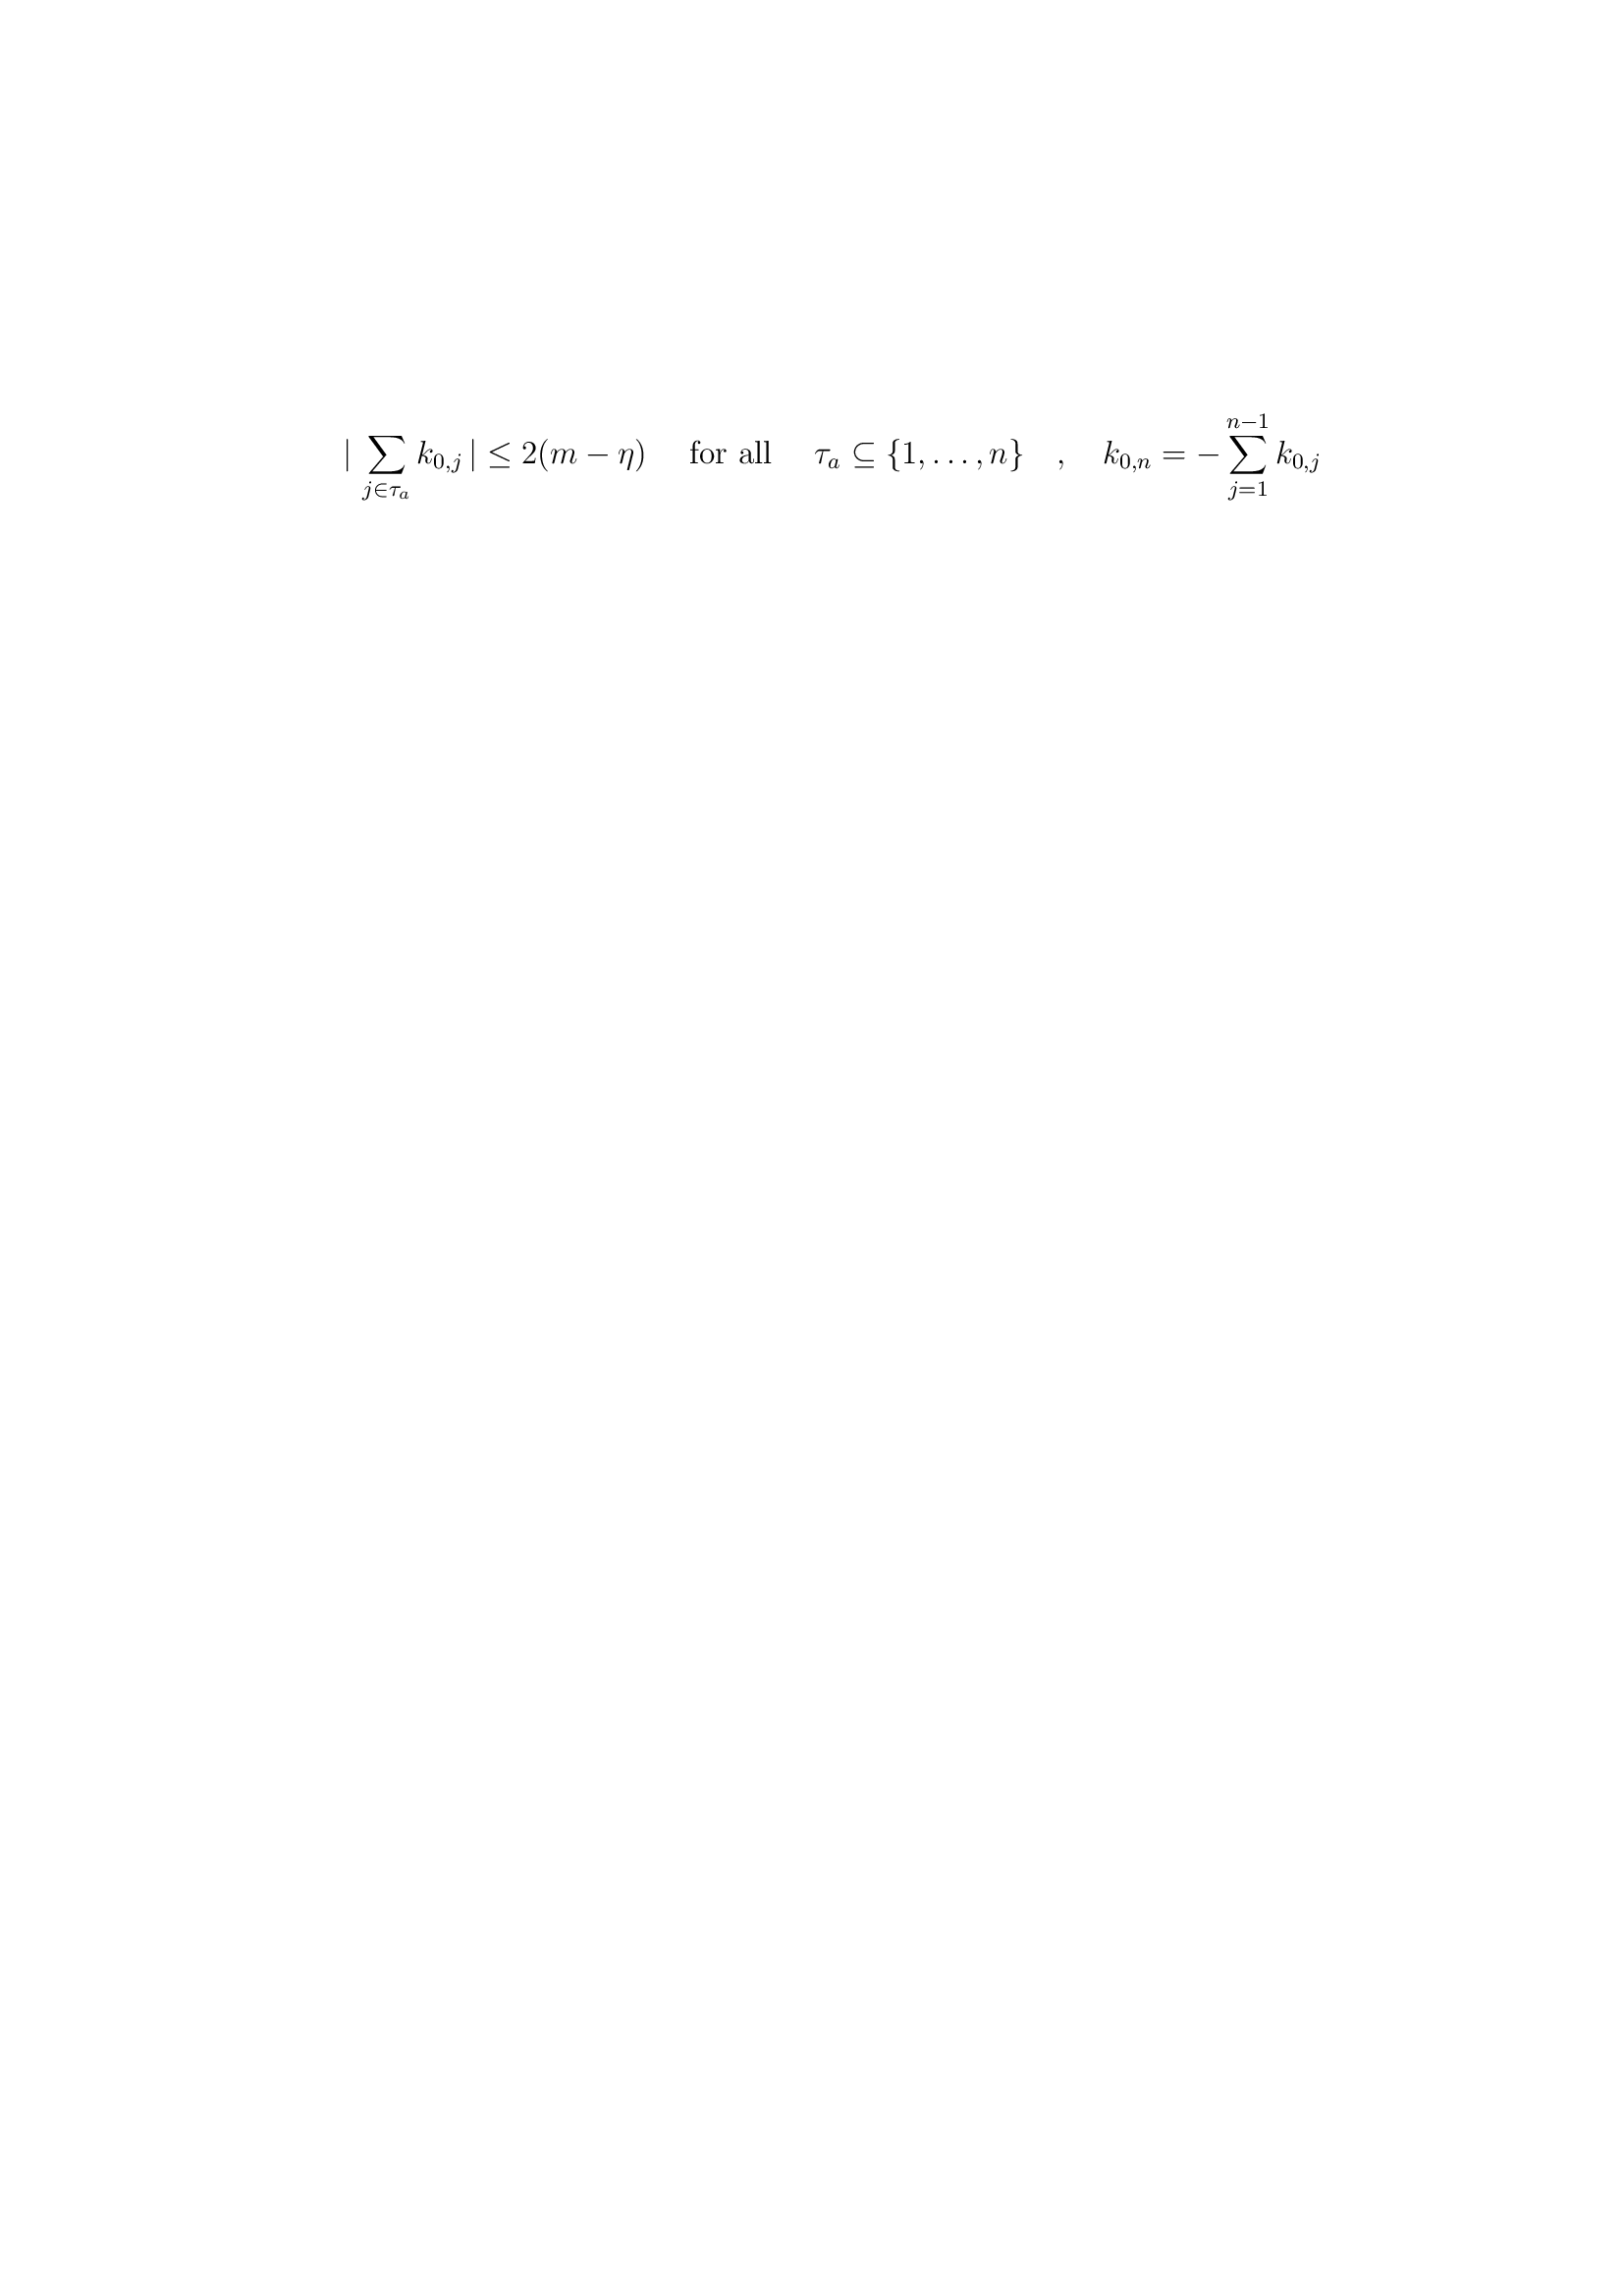 $|\sum_{j\in\tau_a} k_{0,j}\,| \leq 2(m-\eta) \quad \text{for all} \quad \tau_a \subseteq \{1,\ldots,n\} \quad , \quad k_{0,n} = -\sum_{j=1}^{n-1} k_{0,j}$